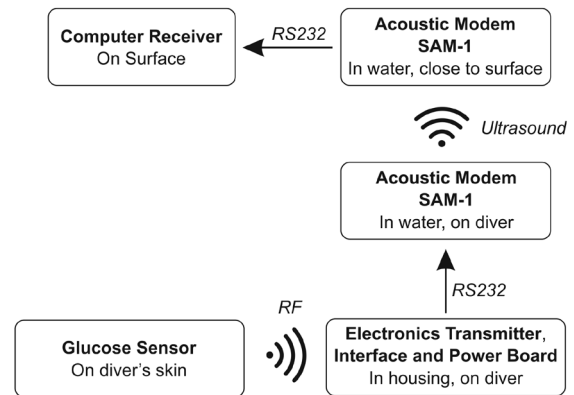 Computer Receiver
On Surface
RS232
Acoustic Modem
SAM-1
In water, close to surface
Ultrasound
Acoustic Modem
SAM-1
In water, on diver
RS232
RF
Glucose Sensor
On diver's skin
Electronics Transmitter,
Interface and Power Board
In housing, on diver